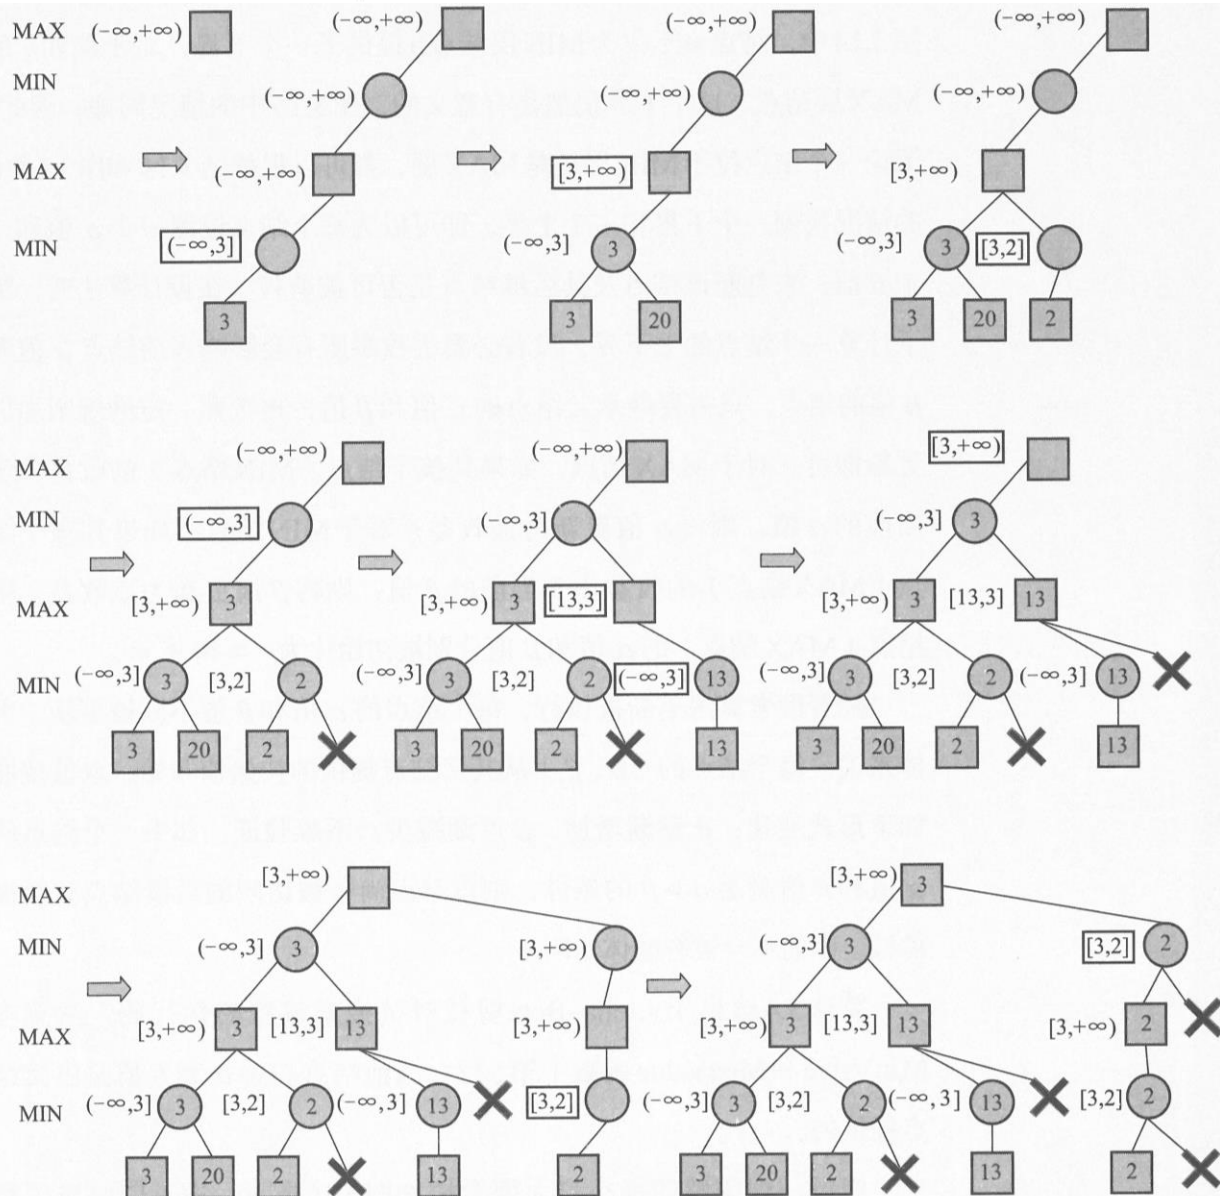 MAX (−∞,+∞) (−∞,+∞) (−∞,+∞) (−∞,+∞)
MIN (−∞,+∞) (−∞,+∞) (−∞,+∞)
MAX (−∞,+∞) [3,+∞) [3,+∞)
MIN (−∞,3] (−∞,3] 3 (−∞,3] 3 [3,2]
3 3 20 3 20 2
MAX (−∞,+∞) (−∞,+∞) [3,+∞)
MIN (−∞,3] (−∞,3] (−∞,3] 3
MAX [3,+∞) 3 [3,+∞) 3 [13,3] [3,+∞) 3 [13,3] 13
MIN (−∞,3] 3 [3,2] 2 (−∞,3] 3 [3,2] 2 (−∞,3] 13 (−∞,3] 3 [3,2] 2 (−∞,3] 13
3 20 2 3 20 2 13 3 20 2 13
MAX [3,+∞) [3,+∞) 3
MIN (−∞,3] 3 [3,+∞) (−∞,3] 3 [3,2] 2
MAX [3,+∞) 3 [13,3] 13 [3,+∞) [3,+∞) 3 [13,3] 13 [3,+∞) 2
MIN (−∞,3] 3 [3,2] 2 (−∞,3] 13 [3,2] (−∞,3] 3 [3,2] 2 (−∞,3] 13 [3,2] 2
3 20 2 13 2 3 20 2 13 2